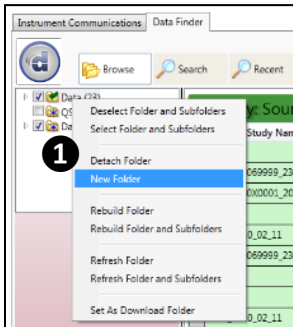 Instrument Communications Data Finder
d Browse Search Recent
Data (23)
QS
Da
y: Sour
Study Nam
1
Deselect Folder and Subfolders
Select Folder and Subfolders
Detach Folder
New Folder
069999_23
0X0001_20
Rebuild Folder
Rebuild Folder and Subfolders
0_02_11
069999_23
Refresh Folder
Refresh Folder and Subfolders
Set As Download Folder
0_02_11